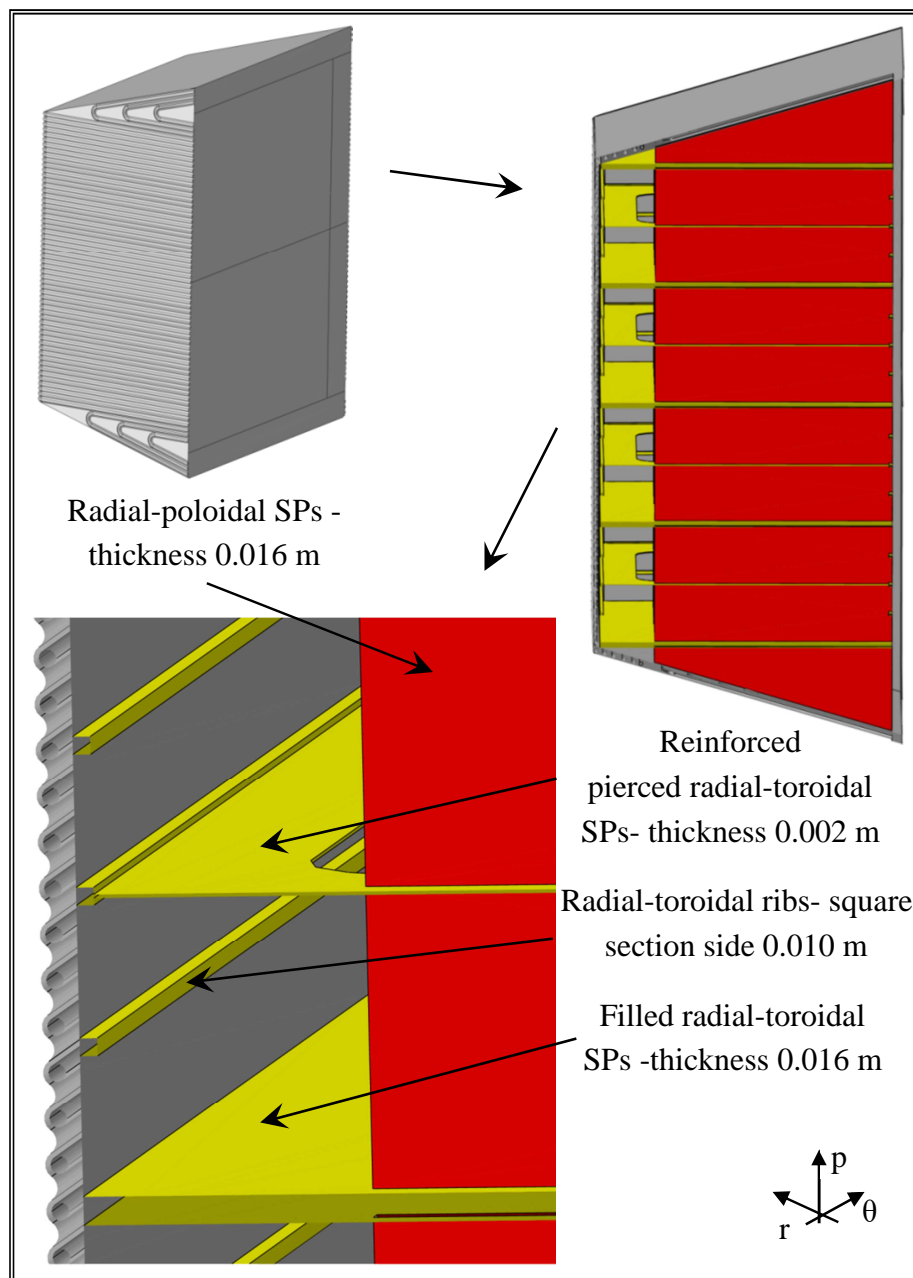 Radial-poloidal SPs -
thickness 0.016 m
Reinforced
pierced radial-toroidal
SPs- thickness 0.002 m
Radial-toroidal ribs- square
section side 0.010 m
Filled radial-toroidal
SPs -thickness 0.016 m
p
r
θ